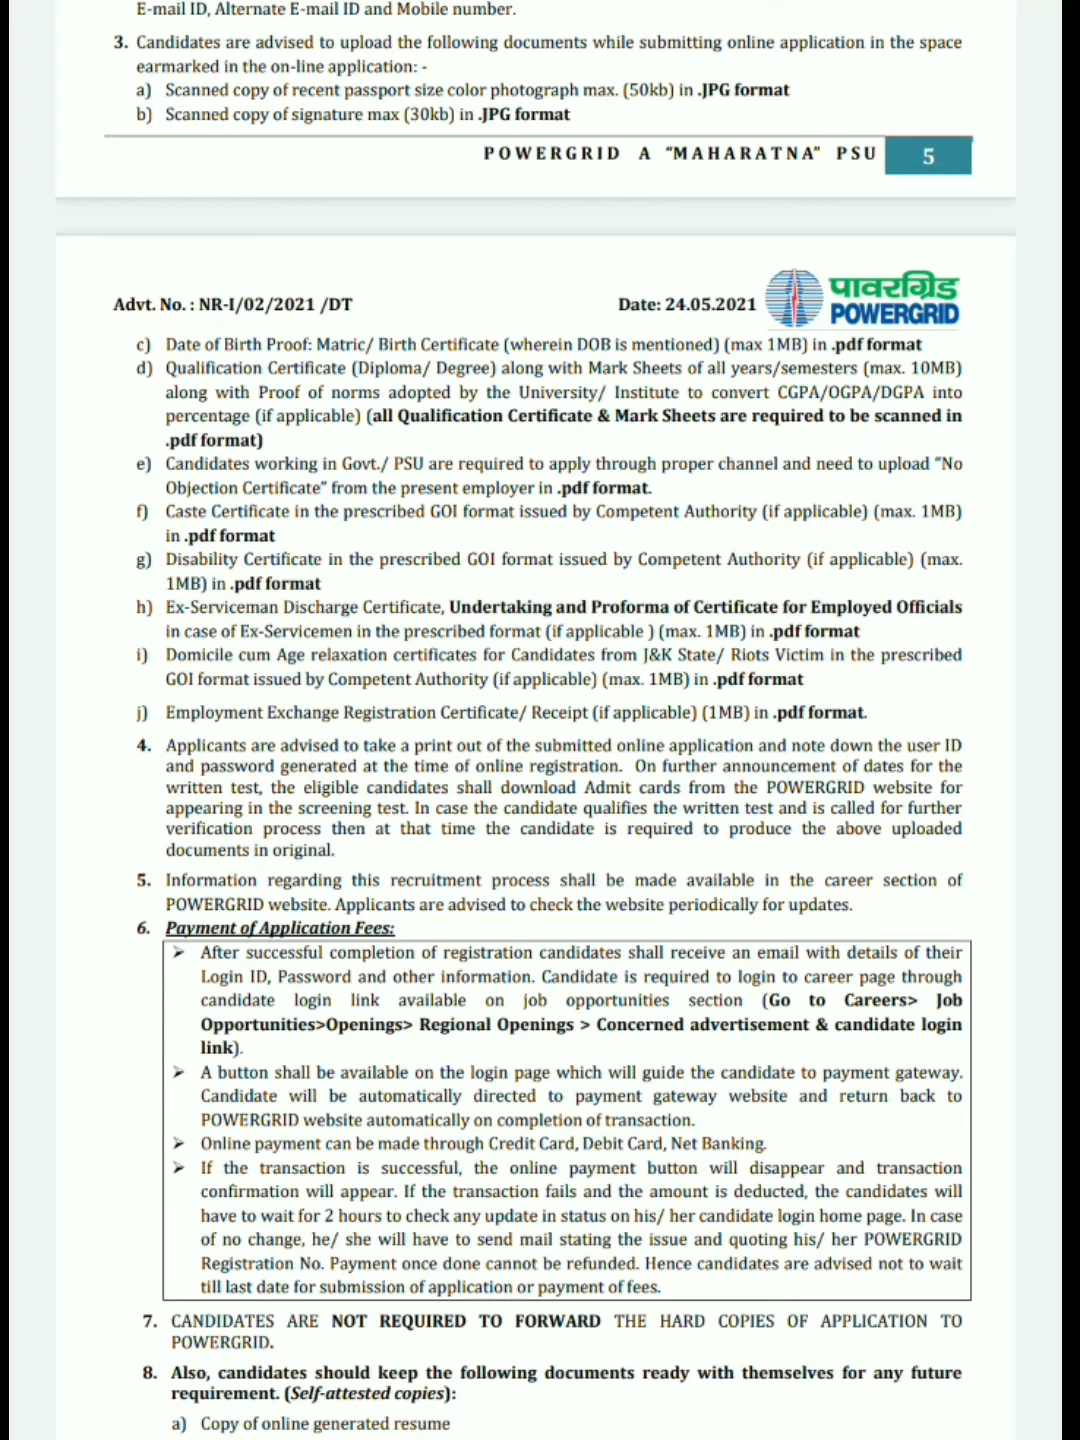 E-mail ID, Alternate E-mail ID and Mobile number.
3. Candidates are advised to upload the following documents while submitting online application in the space
earmarked in the on-line application: -
a) Scanned copy of recent passport size color photograph max. (50kb) in .JPG format
b) Scanned copy of signature max (30kb) in .JPG format
POWERGRID A "MAHARATNA" PSU 5
पावरग्रिड
Advt. No. : NR-I/02/2021 /DT Date: 24.05.2021 POWERGRID
c) Date of Birth Proof: Matric/ Birth Certificate (wherein DOB is mentioned) (max 1MB) in .pdf format
d) Qualification Certificate (Diploma/ Degree) along with Mark Sheets of all years/semesters (max. 10MB)
along with Proof of norms adopted by the University/ Institute to convert CGPA/OGPA/DGPA into
percentage (if applicable) (all Qualification Certificate & Mark Sheets are required to be scanned in
.pdf format)
e) Candidates working in Govt./ PSU are required to apply through proper channel and need to upload "No
Objection Certificate" from the present employer in .pdf format.
f) Caste Certificate in the prescribed GOI format issued by Competent Authority (if applicable) (max. 1MB)
in .pdf format
g) Disability Certificate in the prescribed GOI format issued by Competent Authority (if applicable) (max.
1MB) in .pdf format
h) Ex-Serviceman Discharge Certificate, Undertaking and Proforma of Certificate for Employed Officials
in case of Ex-Servicemen in the prescribed format (if applicable ) (max. 1MB) in .pdf format
i) Domicile cum Age relaxation certificates for Candidates from J&K State/ Riots Victim in the prescribed
GOI format issued by Competent Authority (if applicable) (max. 1MB) in .pdf format
j) Employment Exchange Registration Certificate/ Receipt (if applicable) (1MB) in .pdf format.
4. Applicants are advised to take a print out of the submitted online application and note down the user ID
and password generated at the time of online registration. On further announcement of dates for the
written test, the eligible candidates shall download Admit cards from the POWERGRID website for
appearing in the screening test. In case the candidate qualifies the written test and is called for further
verification process then at that time the candidate is required to produce the above uploaded
documents in original.
5. Information regarding this recruitment process shall be made available in the career section of
POWERGRID website. Applicants are advised to check the website periodically for updates.
6. Payment of Application Fees:
➢ After successful completion of registration candidates shall receive an email with details of their
Login ID, Password and other information. Candidate is required to login to career page through
candidate login link available on job opportunities section (Go to Careers> Job
Opportunities>Openings> Regional Openings > Concerned advertisement & candidate login
link).
➢ A button shall be available on the login page which will guide the candidate to payment gateway.
Candidate will be automatically directed to payment gateway website and return back to
POWERGRID website automatically on completion of transaction.
➢ Online payment can be made through Credit Card, Debit Card, Net Banking.
➢ If the transaction is successful, the online payment button will disappear and transaction
confirmation will appear. If the transaction fails and the amount is deducted, the candidates will
have to wait for 2 hours to check any update in status on his/ her candidate login home page. In case
of no change, he/ she will have to send mail stating the issue and quoting his/ her POWERGRID
Registration No. Payment once done cannot be refunded. Hence candidates are advised not to wait
till last date for submission of application or payment of fees.
7. CANDIDATES ARE NOT REQUIRED TO FORWARD THE HARD COPIES OF APPLICATION TO
POWERGRID.
8. Also, candidates should keep the following documents ready with themselves for any future
requirement. (Self-attested copies):
a) Copy of online generated resume